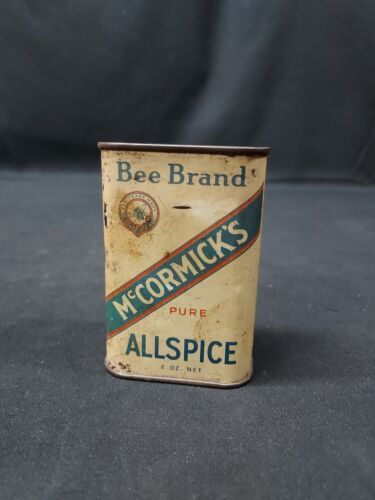 Bee Brand
McCORMICK'S
PURE
ALLSPICE
2 OZ. NET